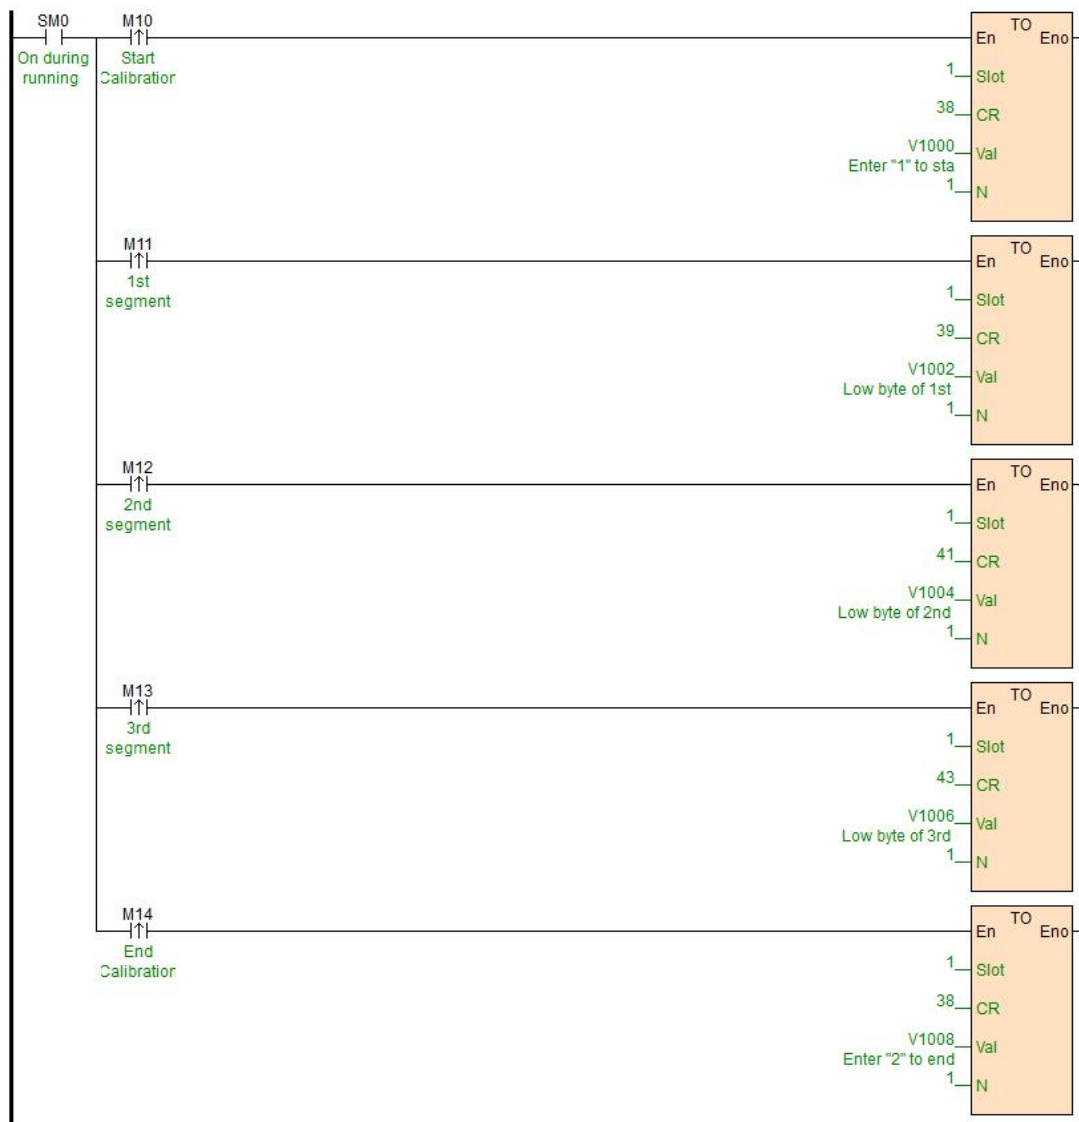 SM0
M10
On during
running
Start
Calibration
TO
En
Eno
1
Slot
38
CR
V1000
Val
Enter "1" to sta
1
N
M11
1st
segment
TO
En
Eno
1
Slot
39
CR
V1002
Val
Low byte of 1st
1
N
M12
2nd
segment
TO
En
Eno
1
Slot
41
CR
V1004
Val
Low byte of 2nd
1
N
M13
3rd
segment
TO
En
Eno
1
Slot
43
CR
V1006
Val
Low byte of 3rd
1
N
M14
End
Calibration
TO
En
Eno
1
Slot
38
CR
V1008
Val
Enter "2" to end
1
N